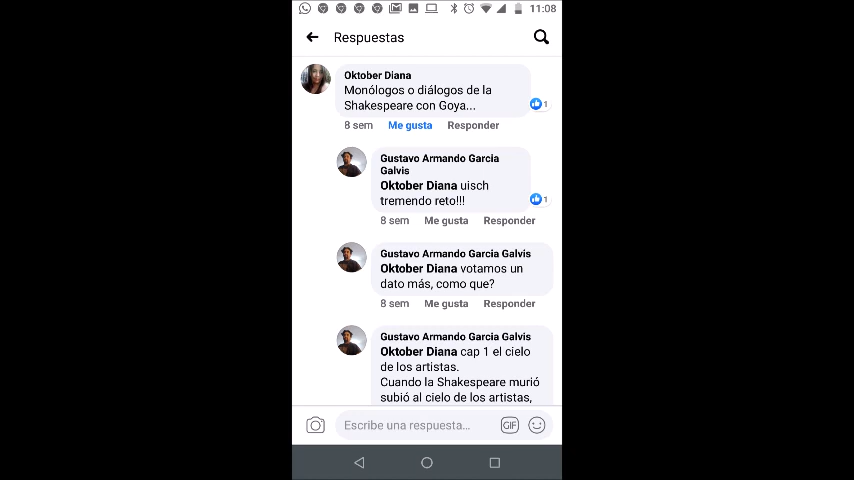 11:08
Respuestas
Oktober Diana
Monólogos o diálogos de la
Shakespeare con Goya...
1
8 sem Me gusta Responder
Gustavo Armando Garcia
Galvis
Oktober Diana uisch
tremendo reto!!!
1
8 sem Me gusta Responder
Gustavo Armando Garcia Galvis
Oktober Diana votamos un
dato más, como que?
8 sem Me gusta Responder
Gustavo Armando Garcia Galvis
Oktober Diana cap 1 el cielo
de los artistas.
Cuando la Shakespeare murió
subió al cielo de los artistas,
Escribe una respuesta... GIF